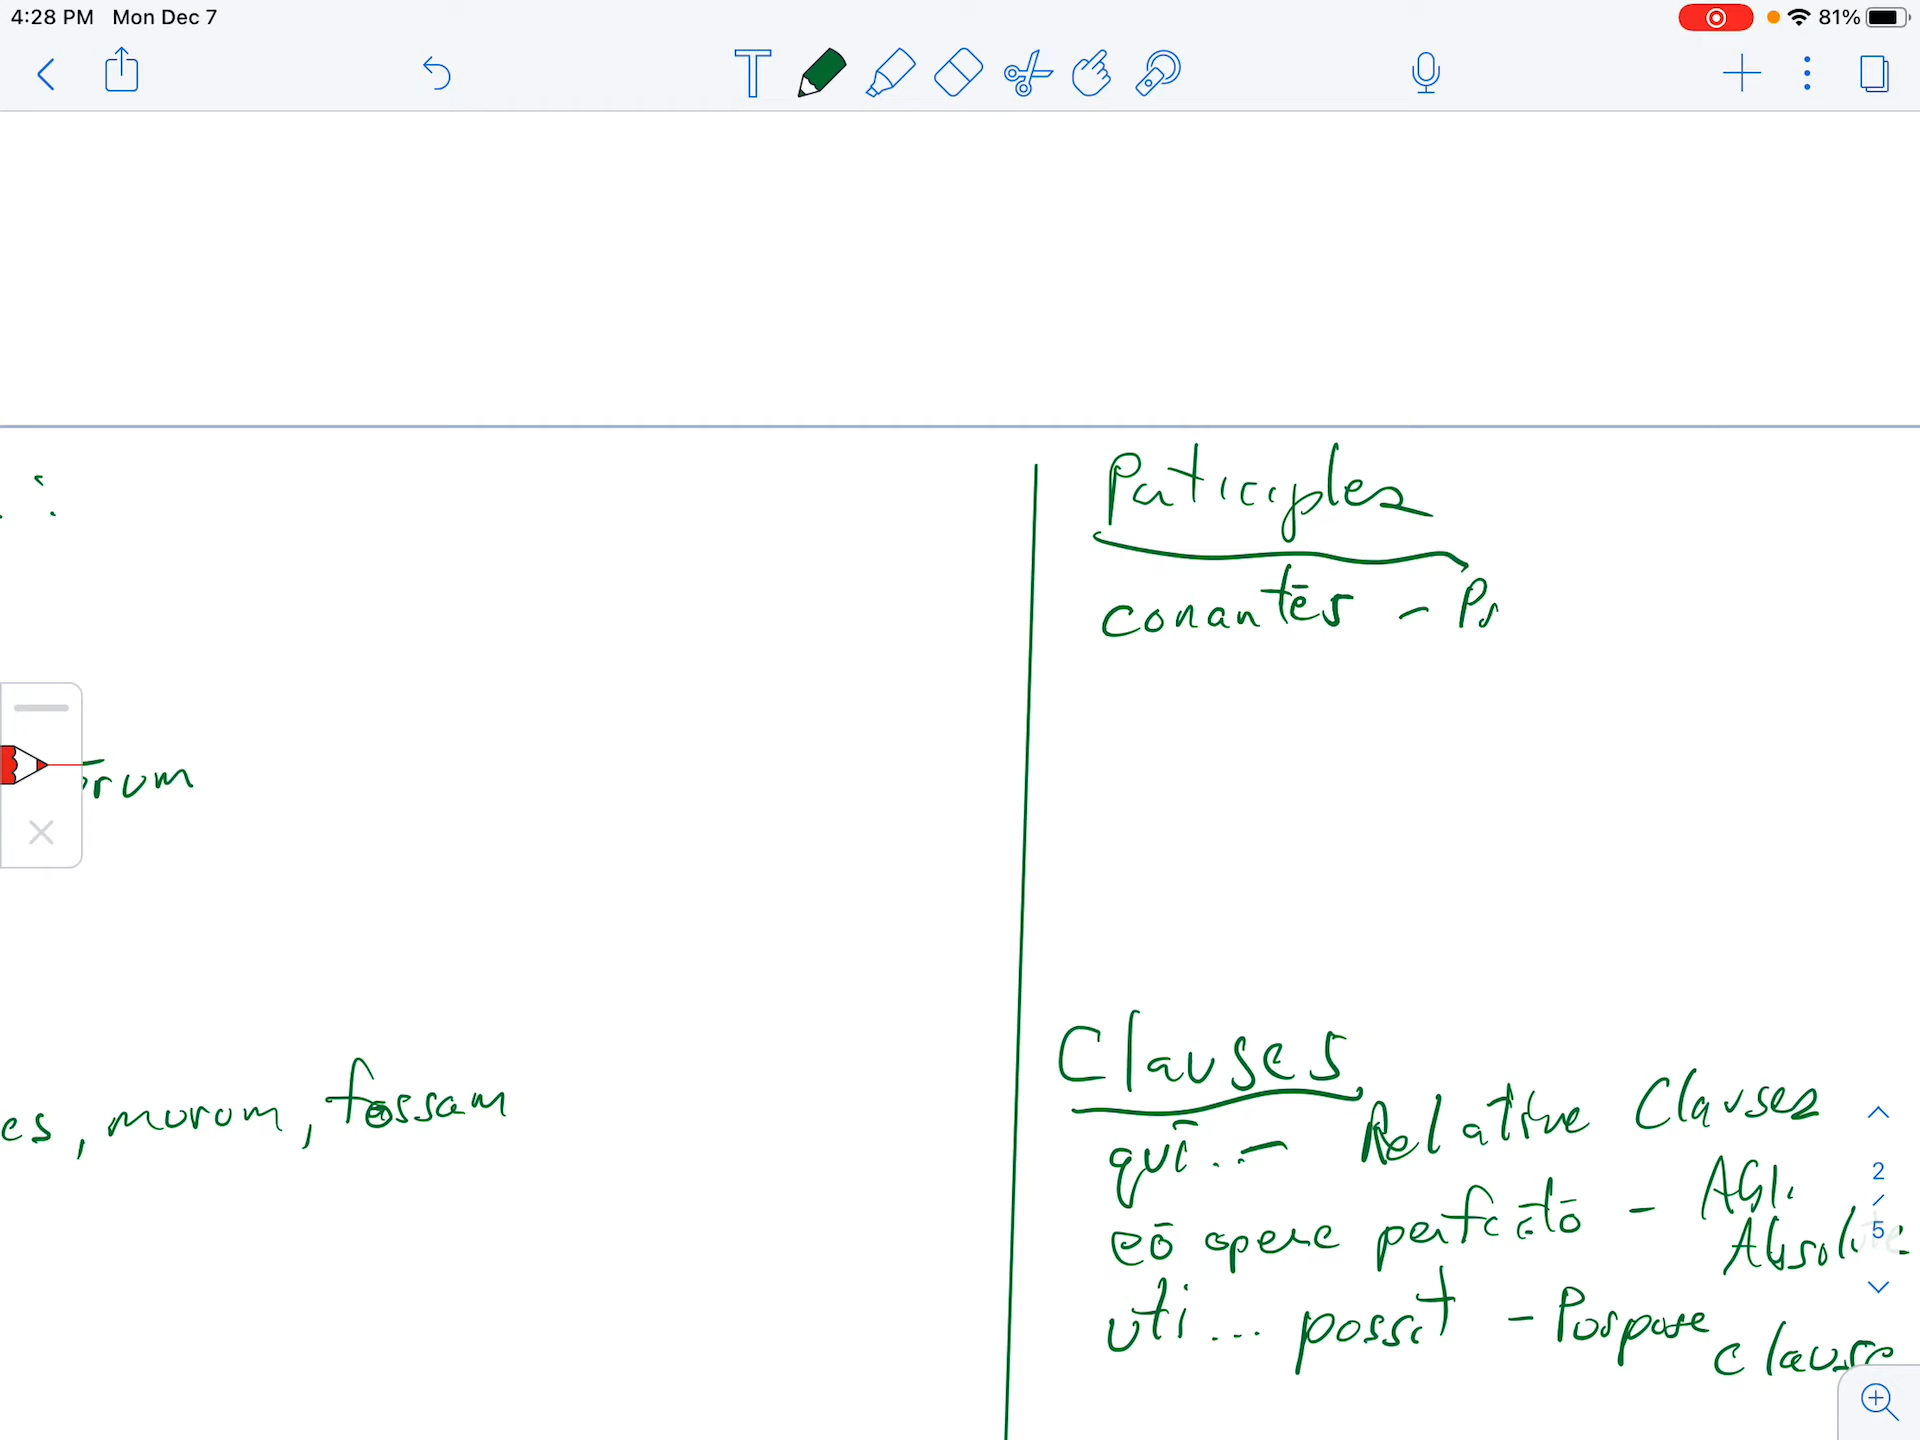 4:28 PM Mon Dec 7
81%
Participles
conantēs - Pr
rum
es, murum, fossam
Clauses
quī.. - Relative Clauses
eō opere perfectō - Abl.
Absolute
utī... possit - Purpose
clause
2
/
5